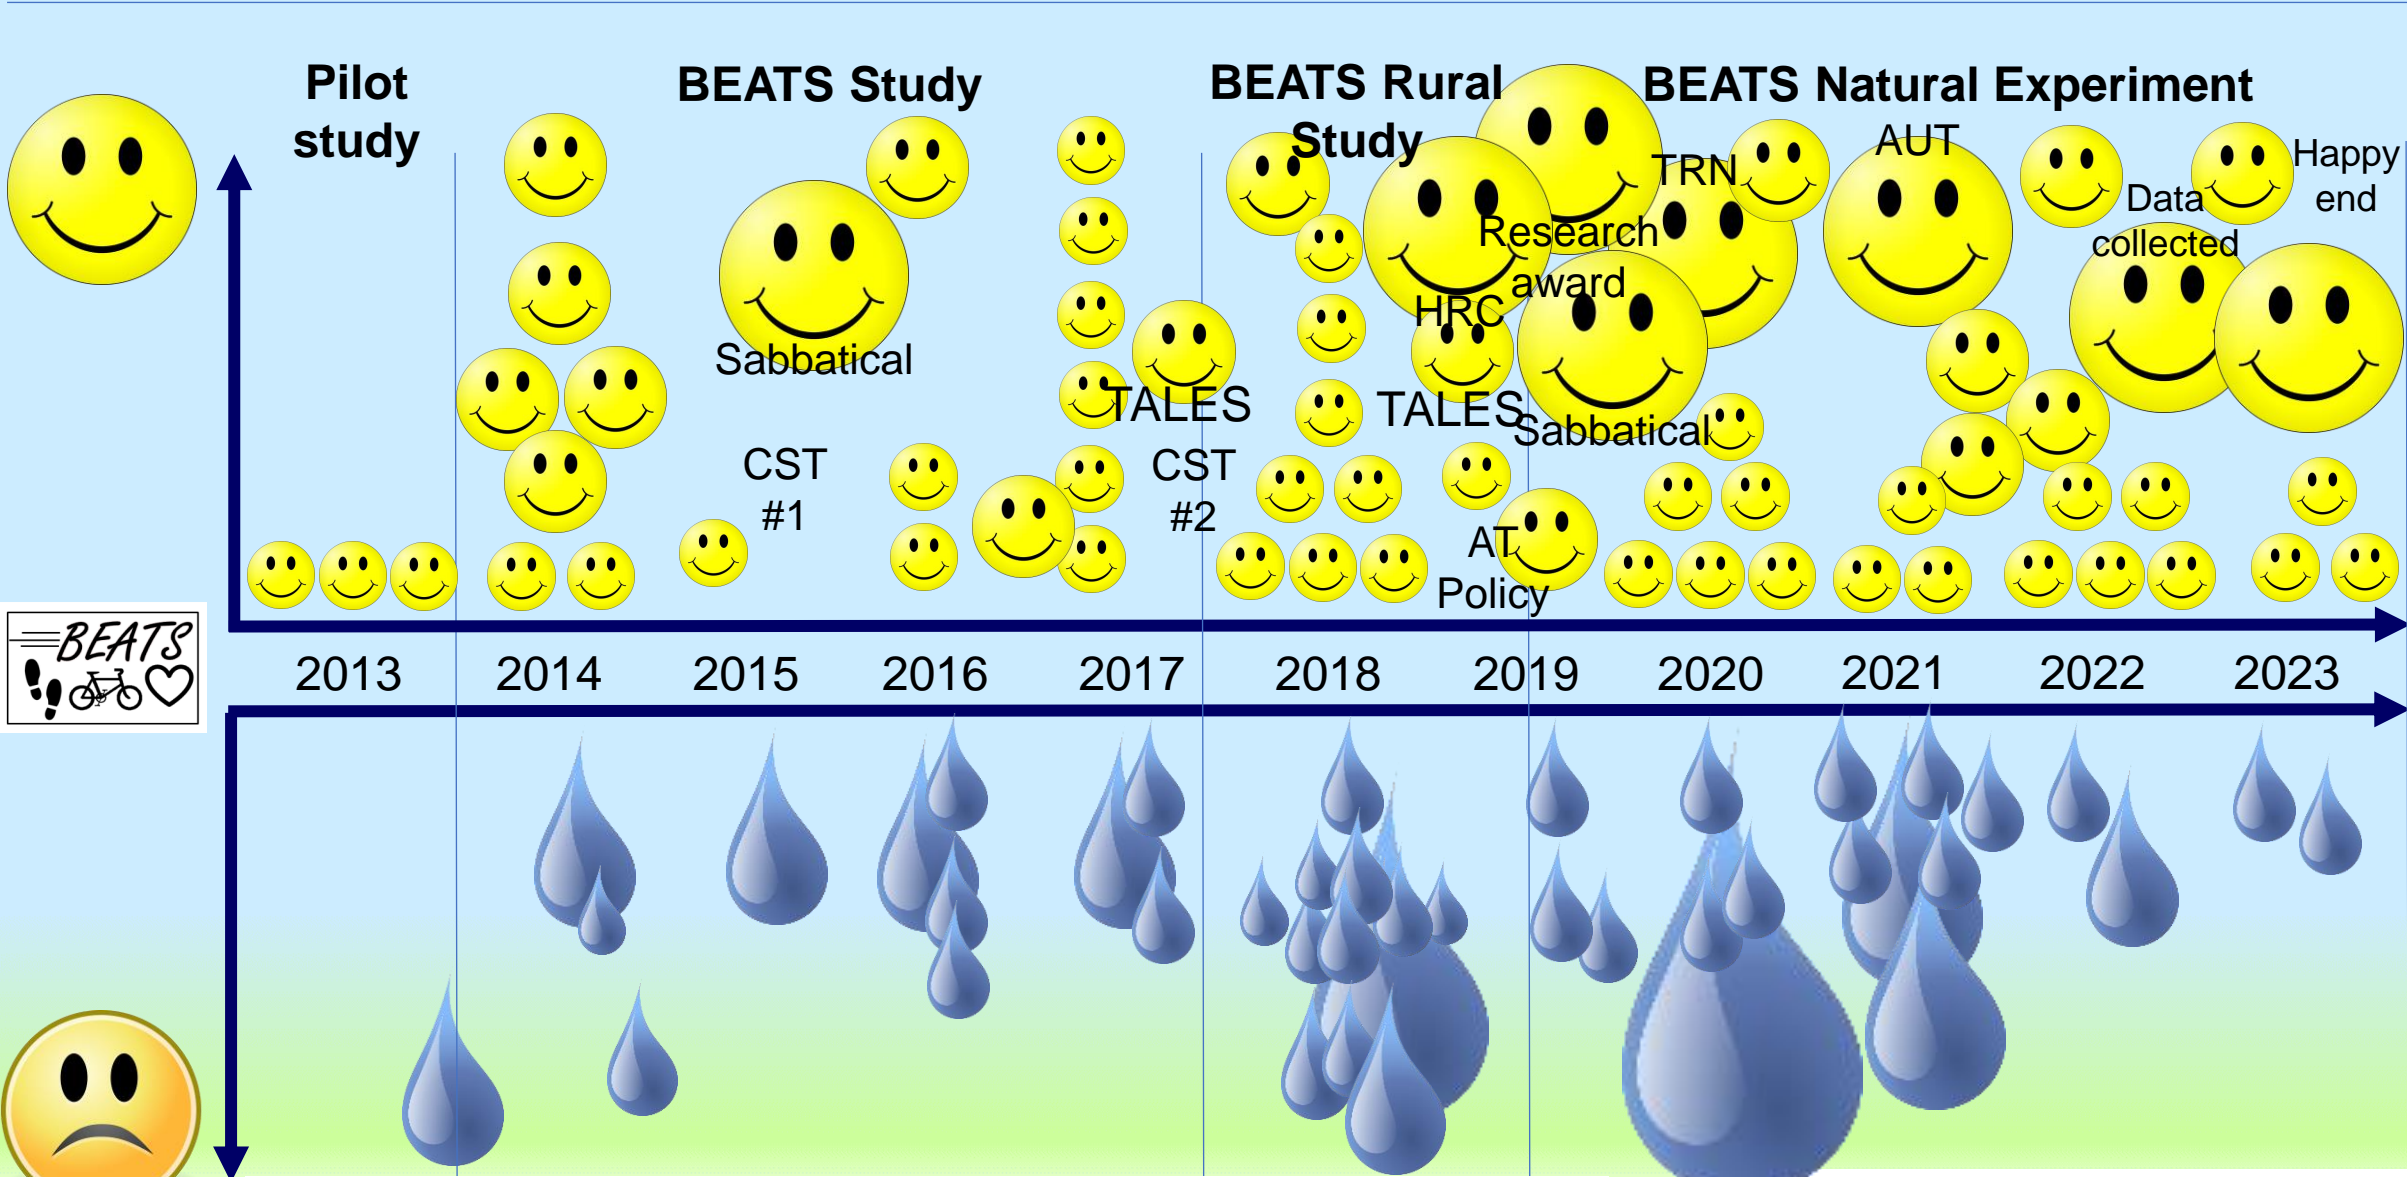 Pilot
study
BEATS Study
BEATS Rural
Study
BEATS Natural Experiment
AUT
TRN
Happy
end
Data
collected
Research
award
HRC
Sabbatical
TALES
TALES
Sabbatical
CST
#1
CST
#2
AT
Policy
BEATS
2013 2014 2015 2016 2017 2018 2019 2020 2021 2022 2023